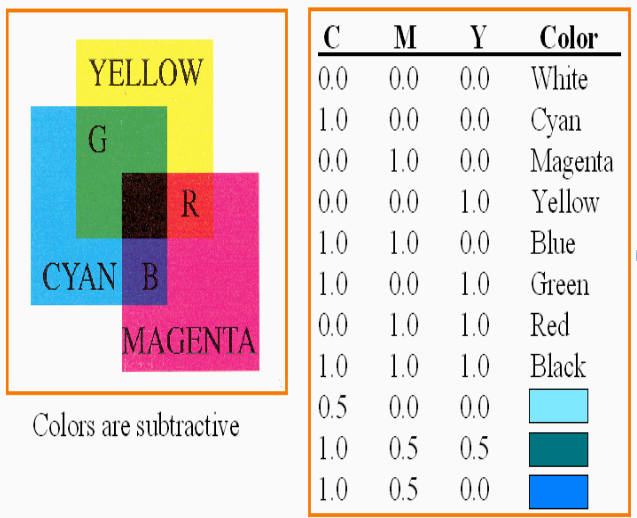 YELLOW
G
R
CYAN B
MAGENTA
Colors are subtractive
C M Y Color
0.0 0.0 0.0 White
1.0 0.0 0.0 Cyan
0.0 1.0 0.0 Magenta
0.0 0.0 1.0 Yellow
1.0 1.0 0.0 Blue
1.0 0.0 1.0 Green
0.0 1.0 1.0 Red
1.0 1.0 1.0 Black
0.5 0.0 0.0
1.0 0.5 0.5
1.0 0.5 0.0